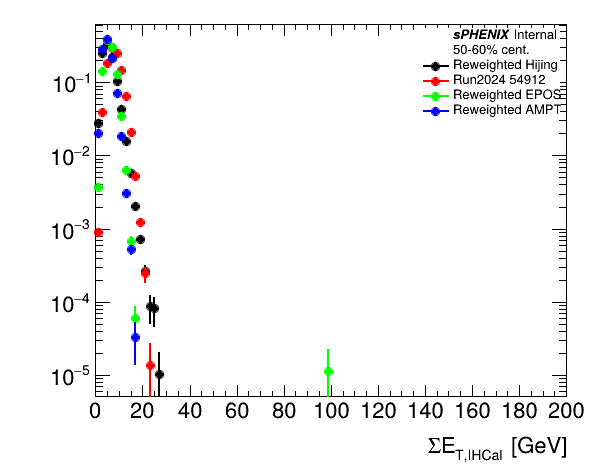 sPHENIX Internal
50-60% cent.
Reweighted Hijing
Run2024 54912
Reweighted EPOS
Reweighted AMPT
10⁻¹
10⁻²
10⁻³
10⁻⁴
10⁻⁵
0 20 40 60 80 100 120 140 160 180 200
ΣE_T,IHCal [GeV]